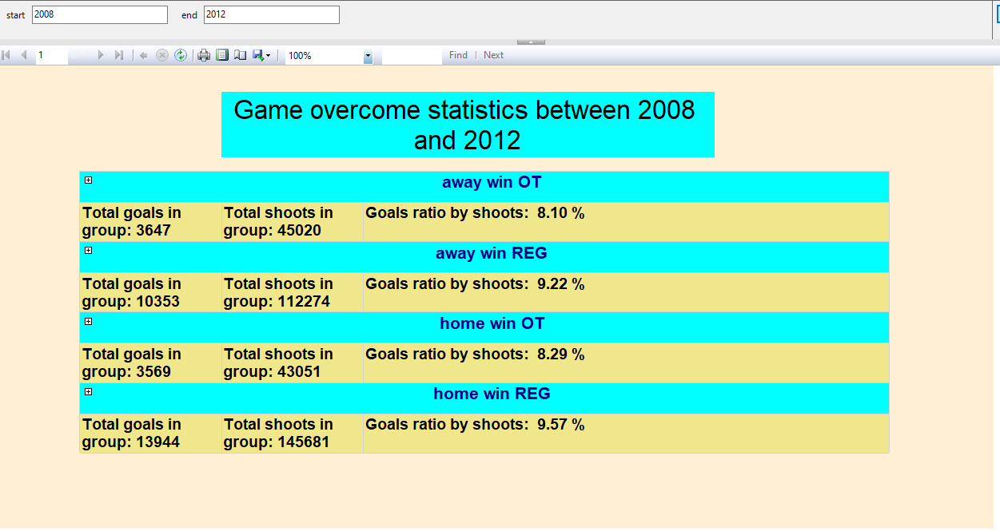 start 2008 end 2012
1 100% Find | Next
Game overcome statistics between 2008
and 2012
away win OT
Total goals in Total shoots in Goals ratio by shoots: 8.10 %
group: 3647 group: 45020
away win REG
Total goals in Total shoots in Goals ratio by shoots: 9.22 %
group: 10353 group: 112274
home win OT
Total goals in Total shoots in Goals ratio by shoots: 8.29 %
group: 3569 group: 43051
home win REG
Total goals in Total shoots in Goals ratio by shoots: 9.57 %
group: 13944 group: 145681